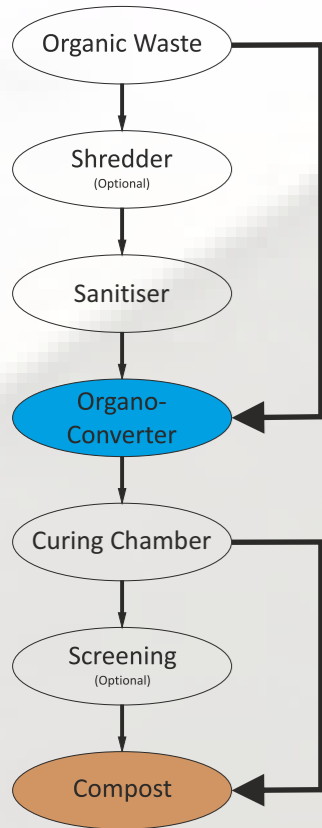 Organic Waste
Shredder
(Optional)
Sanitiser
Organo-
Converter
Curing Chamber
Screening
(Optional)
Compost